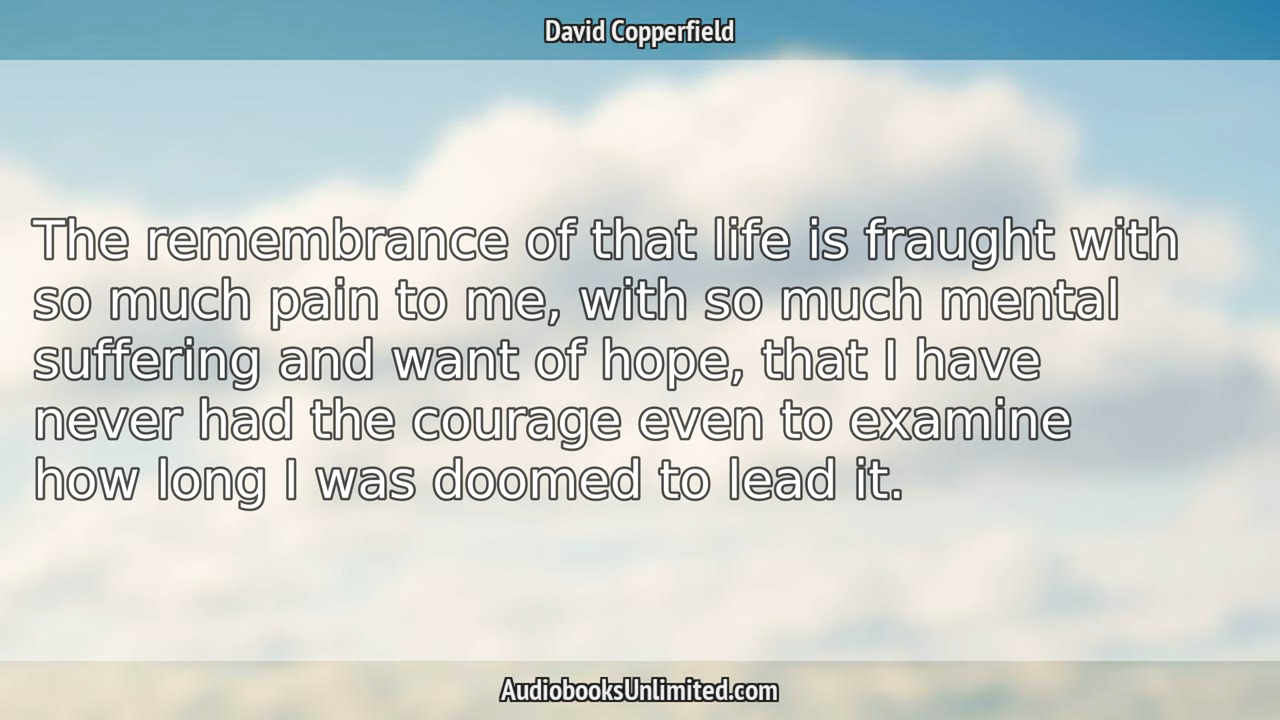 David Copperfield
The remembrance of that life is fraught with
so much pain to me, with so much mental
suffering and want of hope, that I have
never had the courage even to examine
how long I was doomed to lead it.
AudiobooksUnlimited.com